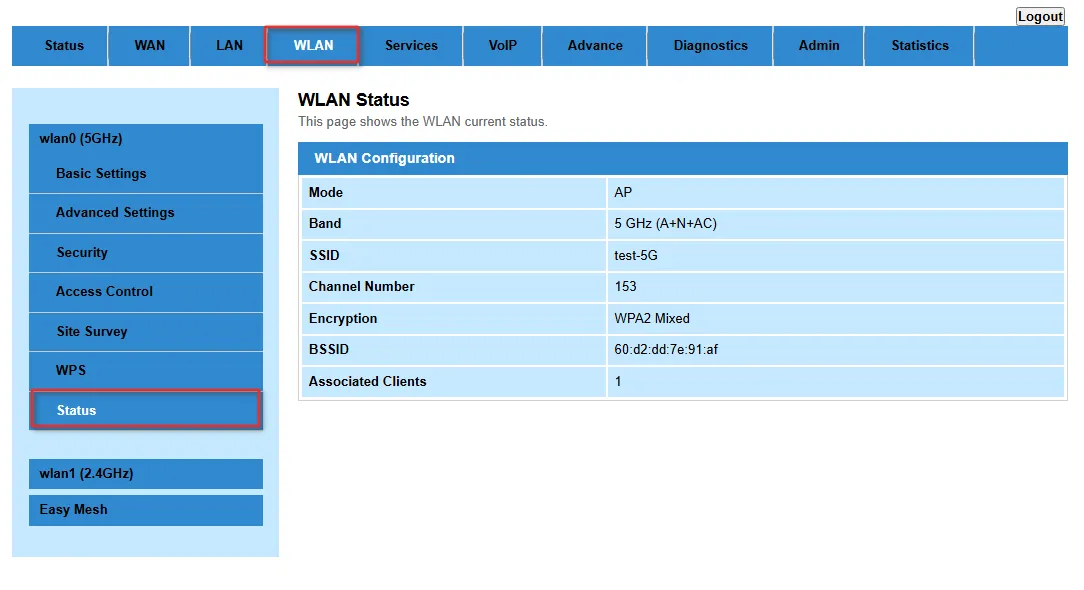 Logout
Status WAN LAN WLAN Services VoIP Advance Diagnostics Admin Statistics
wlan0 (5GHz)
Basic Settings
Advanced Settings
Security
Access Control
Site Survey
WPS
Status
wlan1 (2.4GHz)
Easy Mesh
WLAN Status
This page shows the WLAN current status.
WLAN Configuration
Mode AP
Band 5 GHz (A+N+AC)
SSID test-5G
Channel Number 153
Encryption WPA2 Mixed
BSSID 60:d2:dd:7e:91:af
Associated Clients 1